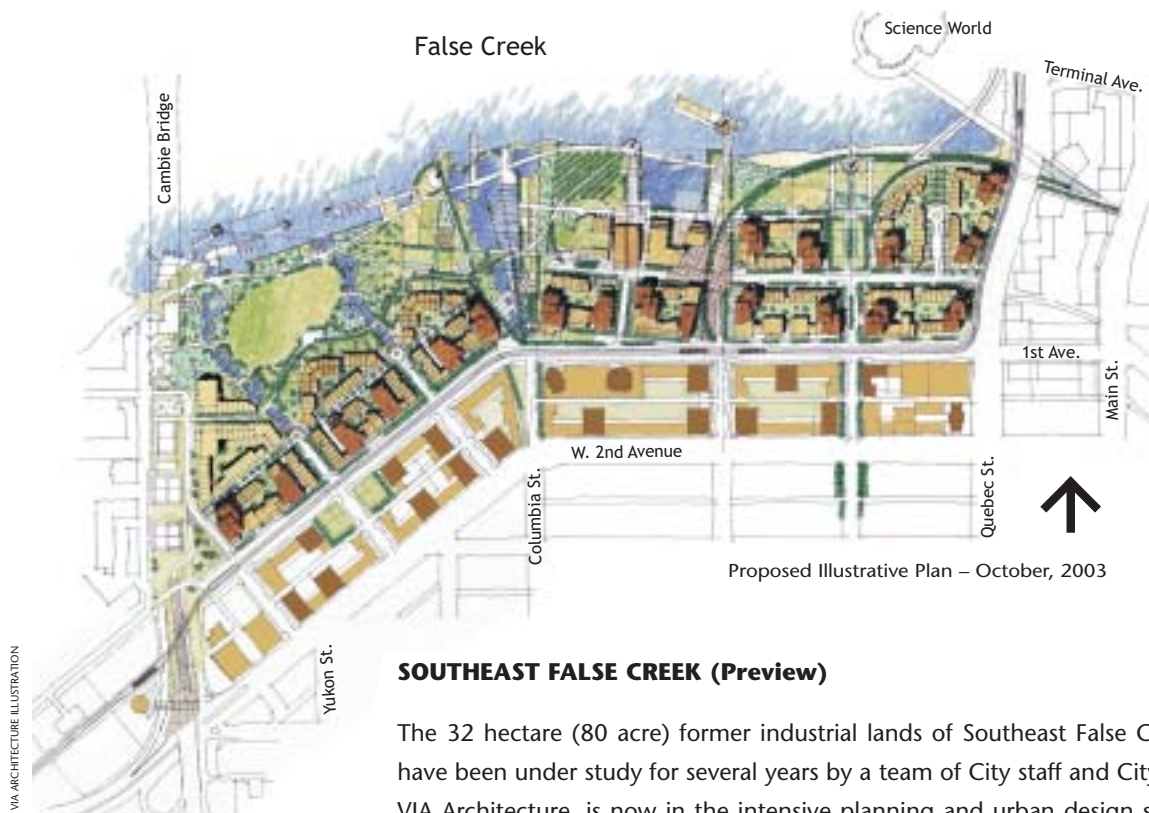 False Creek
Science World
Terminal Ave.
Cambie Bridge
1st Ave.
Main St.
W. 2nd Avenue
Columbia St.
Quebec St.
Yukon St.
Proposed Illustrative Plan – October, 2003
VIA ARCHITECTURE ILLUSTRATION
SOUTHEAST FALSE CREEK (Preview)
The 32 hectare (80 acre) former industrial lands of Southeast False C
have been under study for several years by a team of City staff and City
VIA Architecture, is now in the intensive planning and urban design s